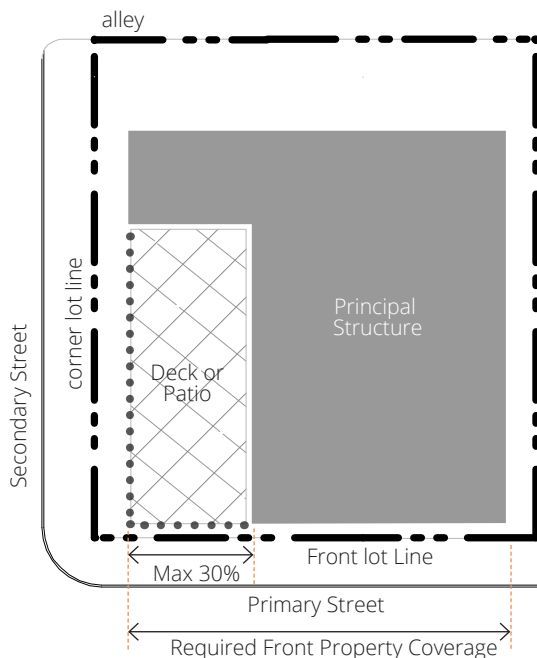 alley
corner lot line
Secondary Street
Principal
Structure
Deck or
Patio
Front lot Line
Max 30%
Primary Street
Required Front Property Coverage